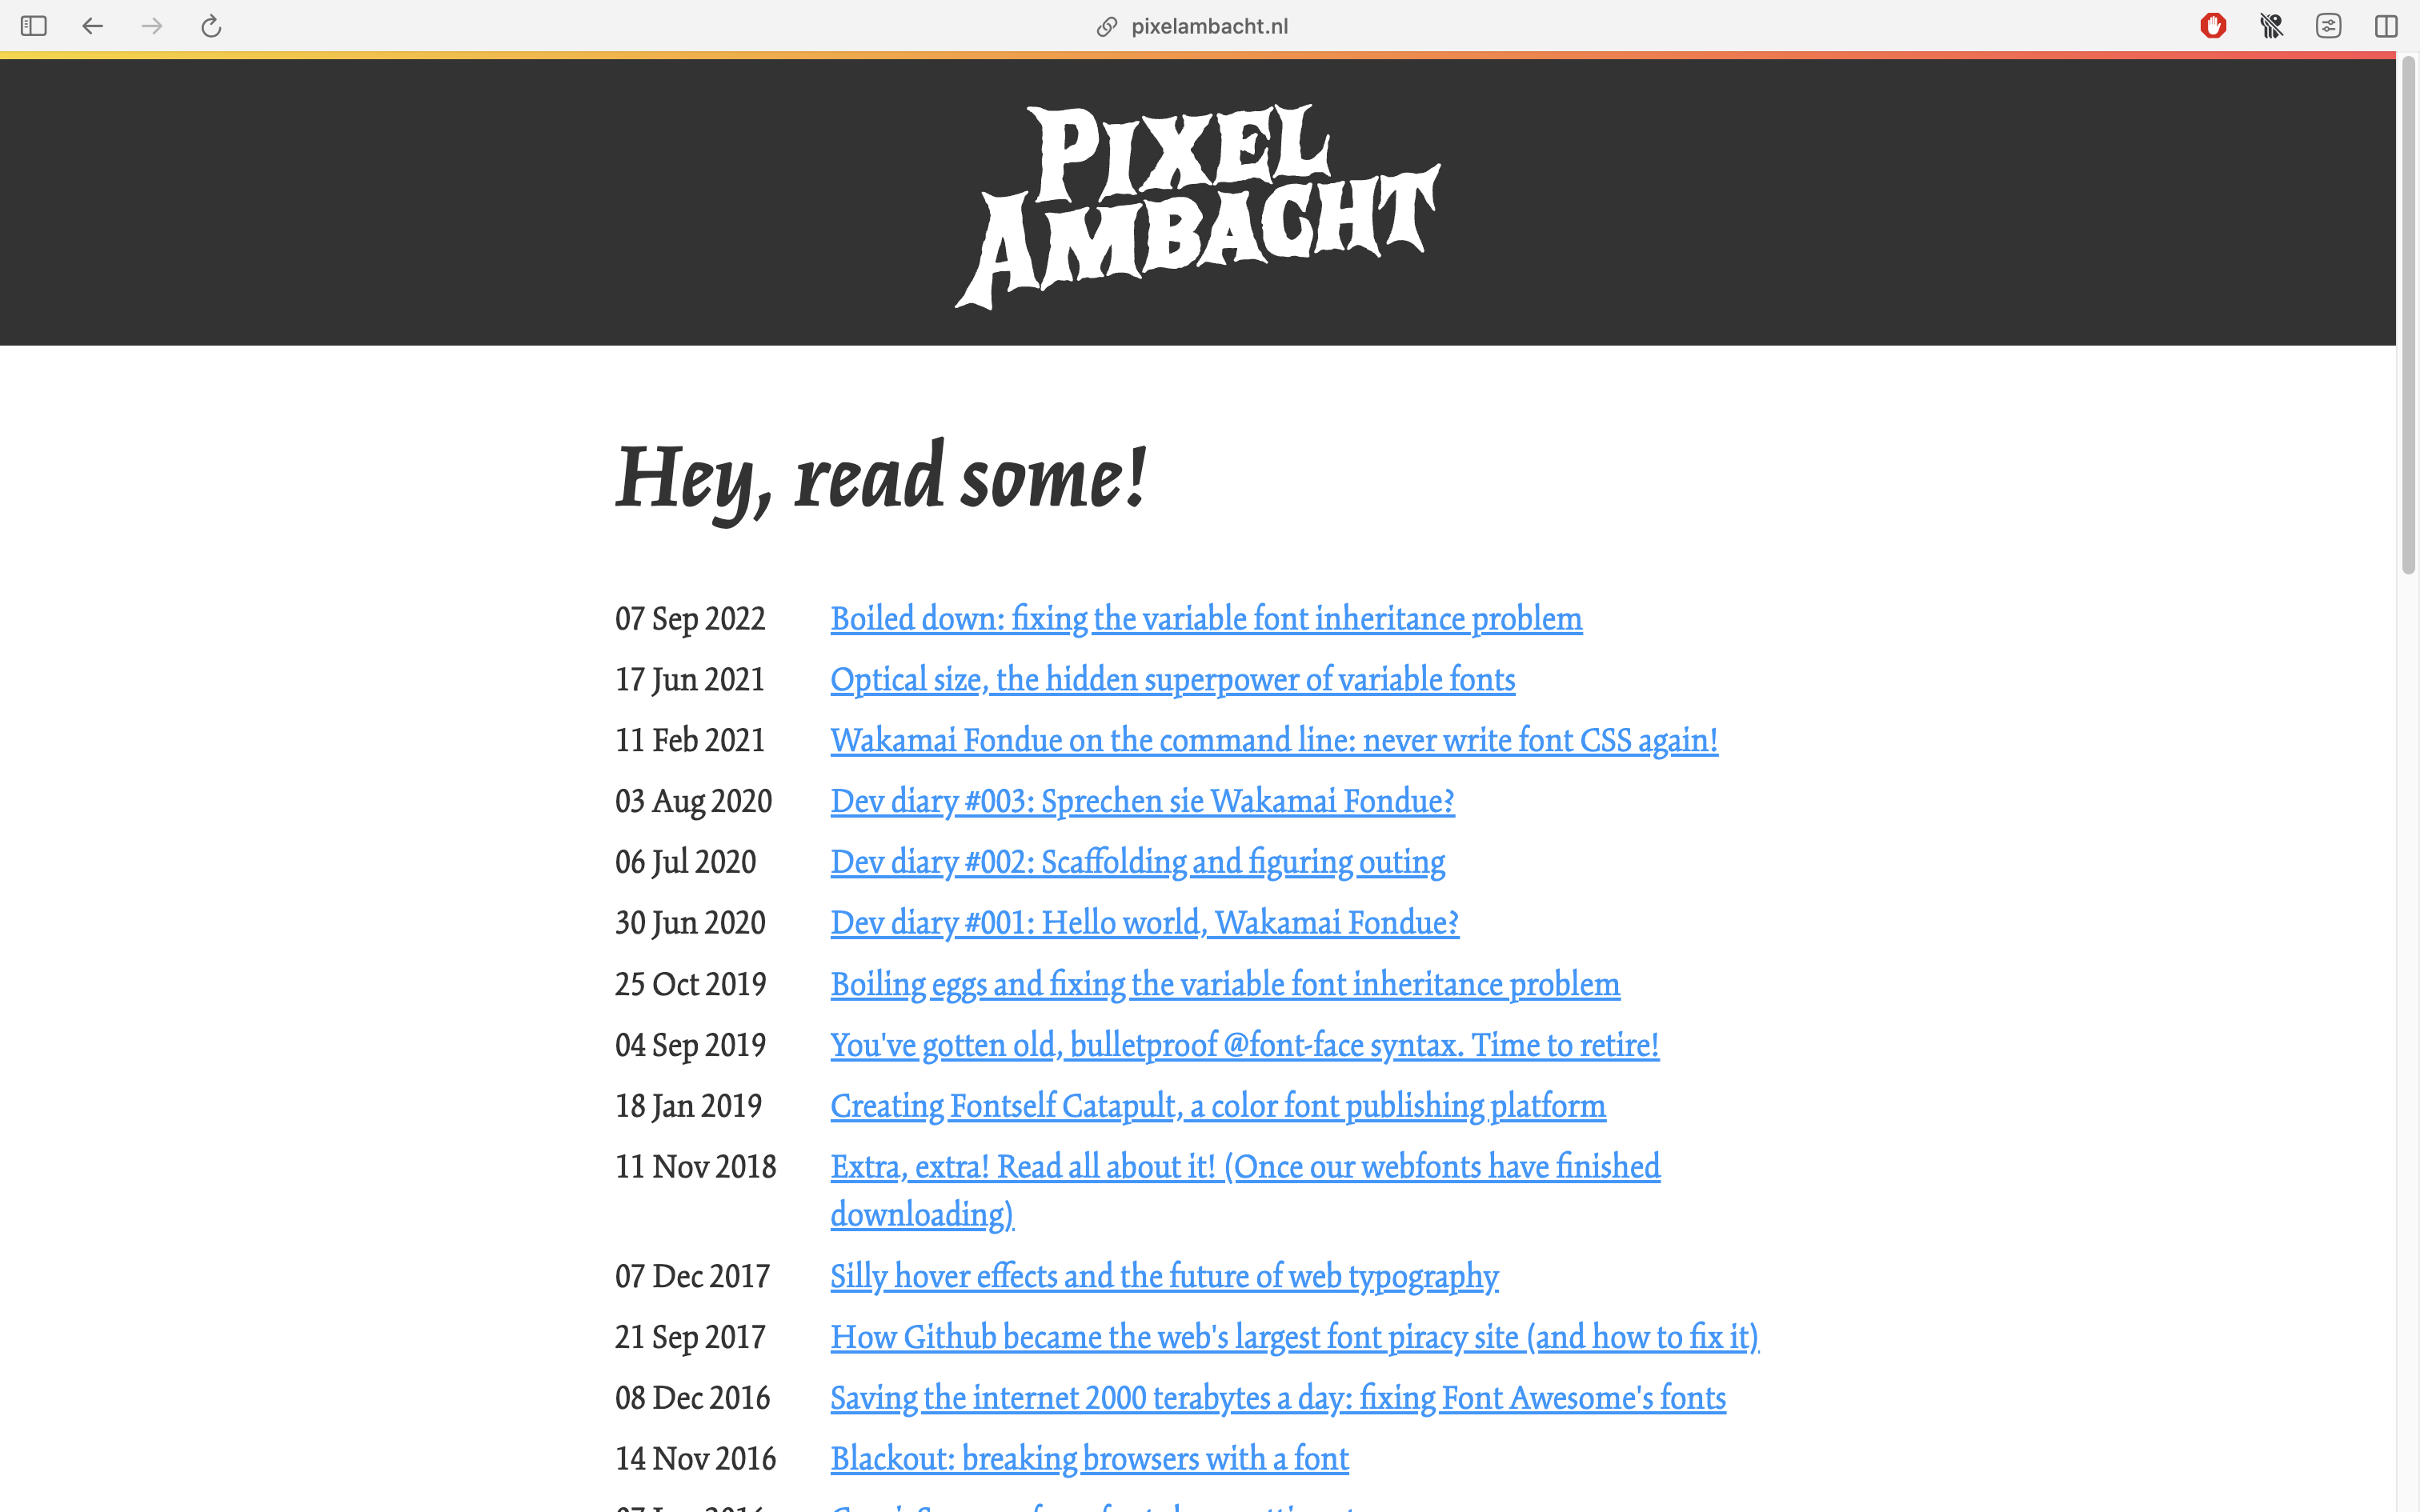 pixelambacht.nl
PIXEL
AMBACHT
Hey, read some!
07 Sep 2022 Boiled down: fixing the variable font inheritance problem
17 Jun 2021 Optical size, the hidden superpower of variable fonts
11 Feb 2021 Wakamai Fondue on the command line: never write font CSS again!
03 Aug 2020 Dev diary #003: Sprechen sie Wakamai Fondue?
06 Jul 2020 Dev diary #002: Scaffolding and figuring outing
30 Jun 2020 Dev diary #001: Hello world, Wakamai Fondue?
25 Oct 2019 Boiling eggs and fixing the variable font inheritance problem
04 Sep 2019 You've gotten old, bulletproof @font-face syntax. Time to retire!
18 Jan 2019 Creating Fontself Catapult, a color font publishing platform
11 Nov 2018 Extra, extra! Read all about it! (Once our webfonts have finished
downloading)
07 Dec 2017 Silly hover effects and the future of web typography
21 Sep 2017 How Github became the web's largest font piracy site (and how to fix it)
08 Dec 2016 Saving the internet 2000 terabytes a day: fixing Font Awesome's fonts
14 Nov 2016 Blackout: breaking browsers with a font